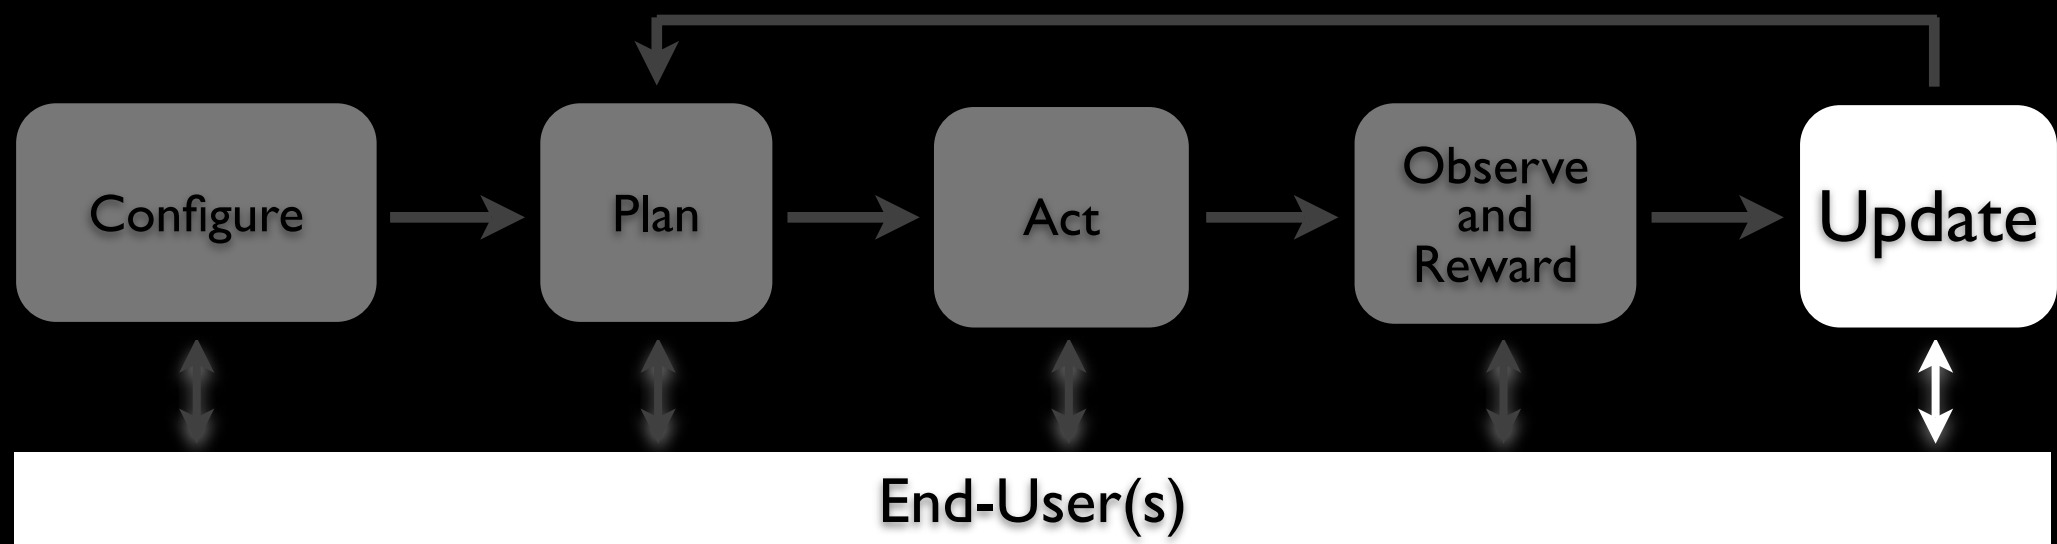 Configure
Plan
Act
Observe
and
Reward
Update
End-User(s)